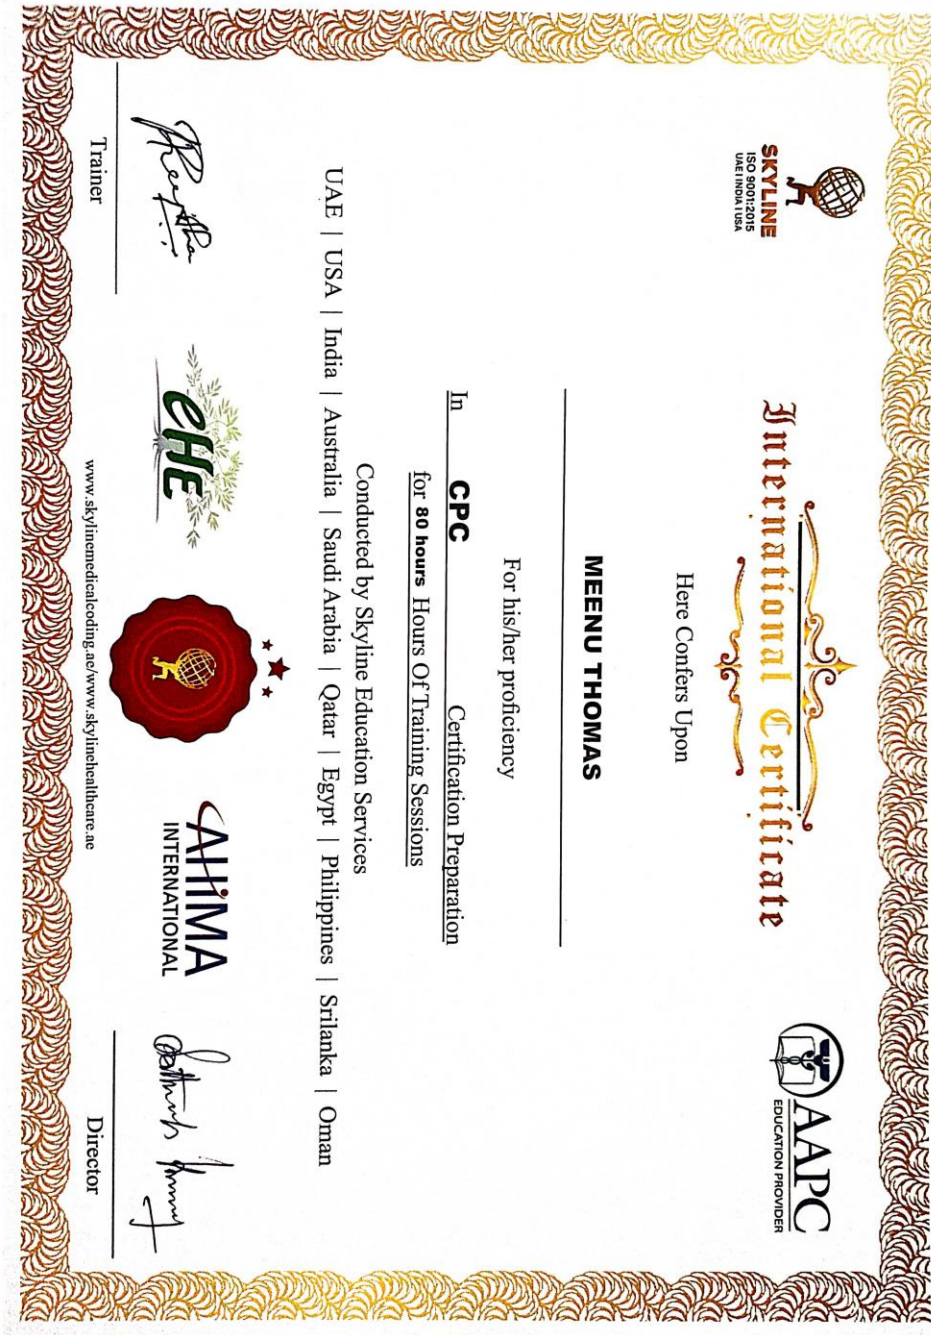 SKYLINE
ISO 9001:2015
UAE I INDIA I USA
AAPC
EDUCATION PROVIDER
International Certificate
Here Confers Upon
MEENU THOMAS
For his/her proficiency
In CPC Certification Preparation
for 80 hours Hours Of Training Sessions
Conducted by Skyline Education Services
UAE | USA | India | Australia | Saudi Arabia | Qatar | Egypt | Philippines | Srilanka | Oman
Trainer
eHE
AHIMA
INTERNATIONAL
Director
www.skylinemedicalcoding.ae/www.skylinehealthcare.ae